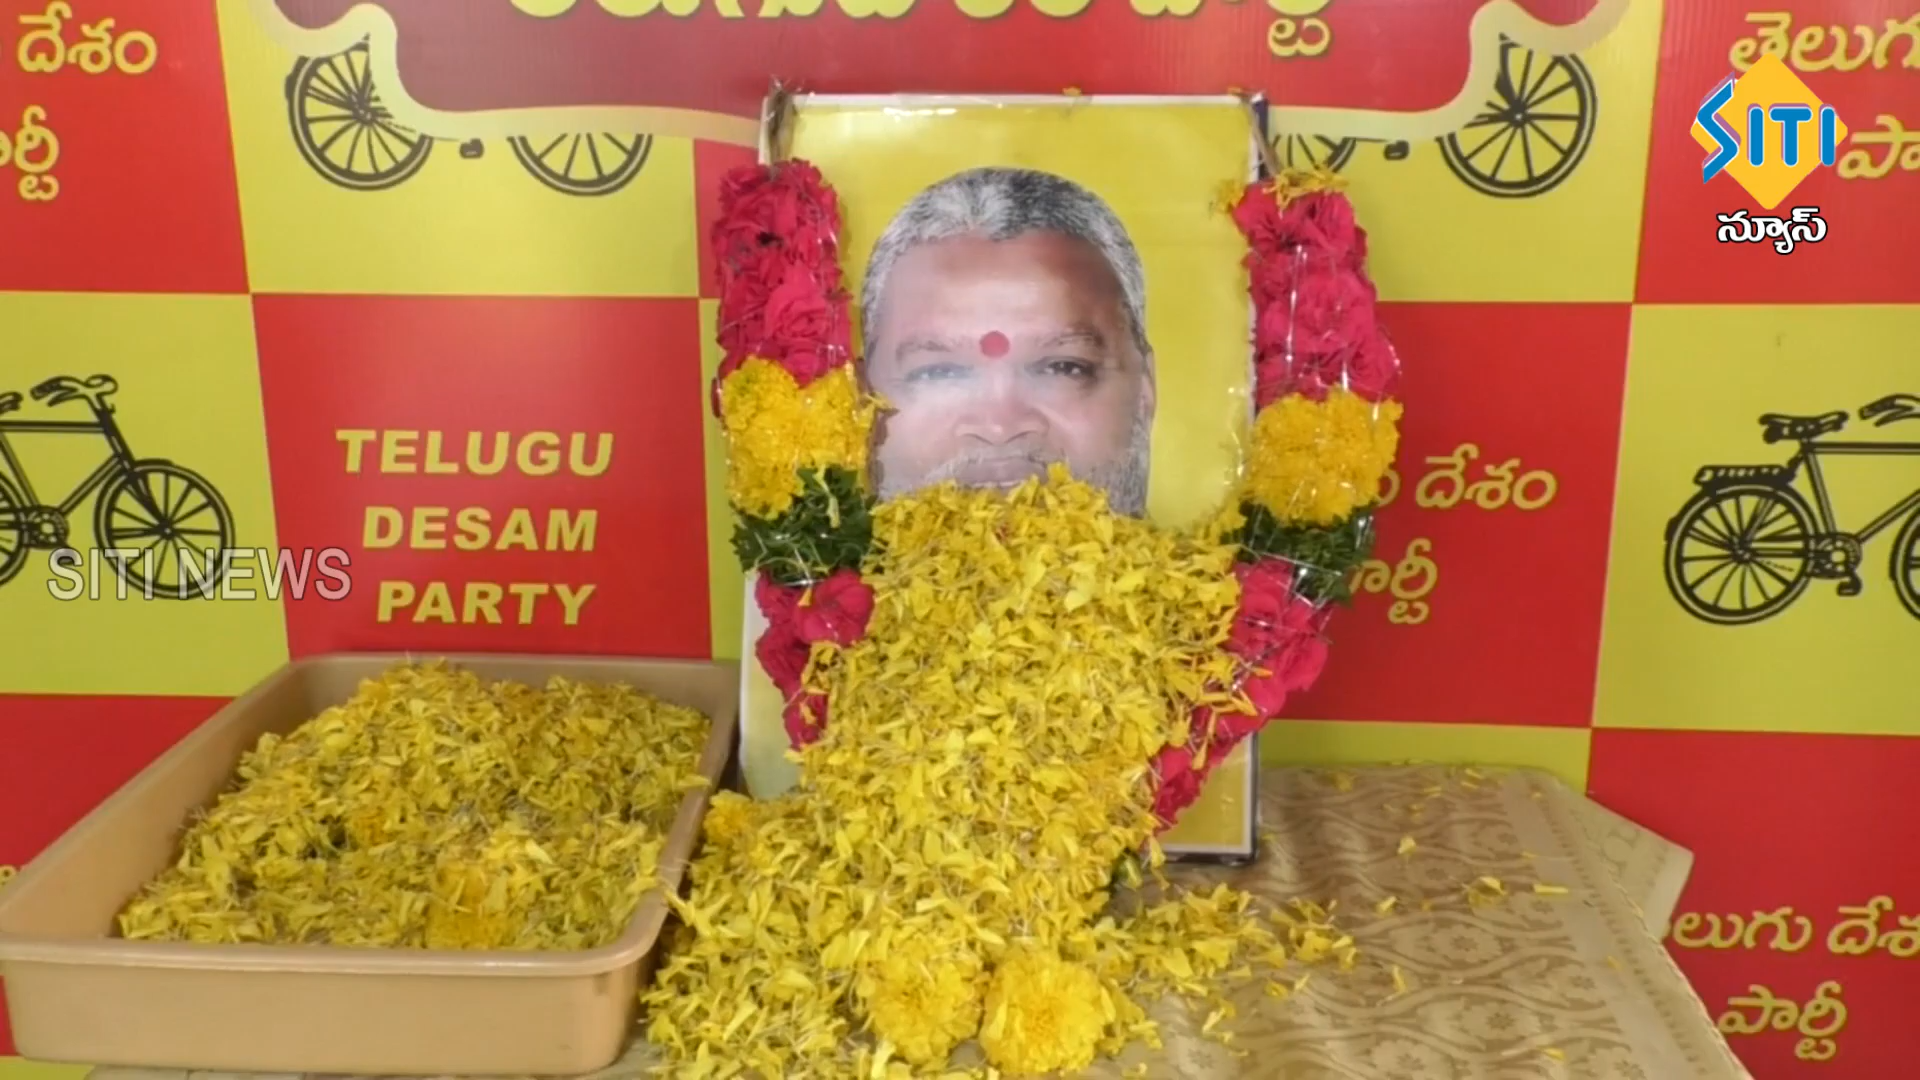 తెలుగుదేశం పార్టీ
దేశం
పార్టీ
తెలుగు
పా
SITI
న్యూస్
TELUGU
DESAM
PARTY
SITI NEWS
దేశం
పార్టీ
తెలుగు దేశం
పార్టీ